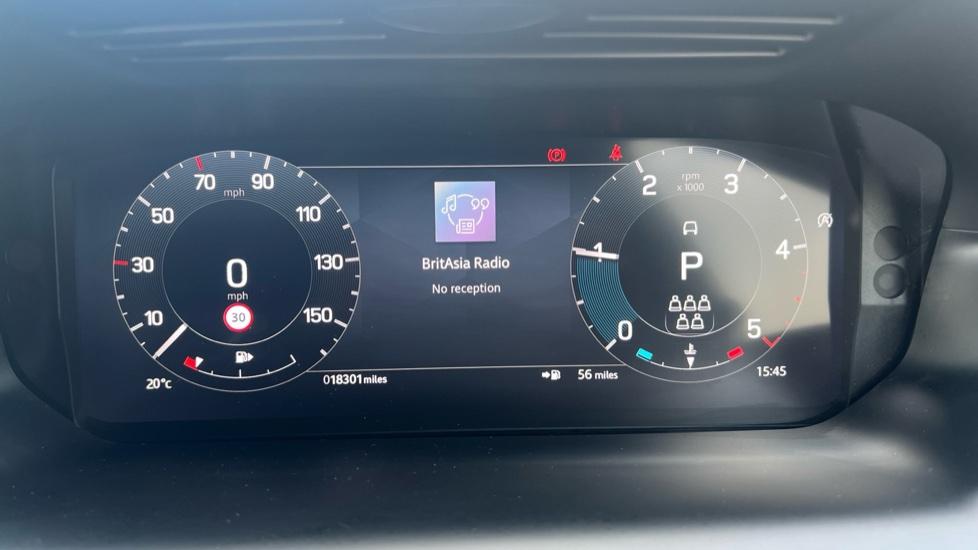 70 90
mph
50 110
30 130
10 150
0
mph
30
20°c
018301 miles
BritAsia Radio
No reception
56 miles
(P)
rpm
x 1000
2 3
1 4
0 5
P
A
15:45